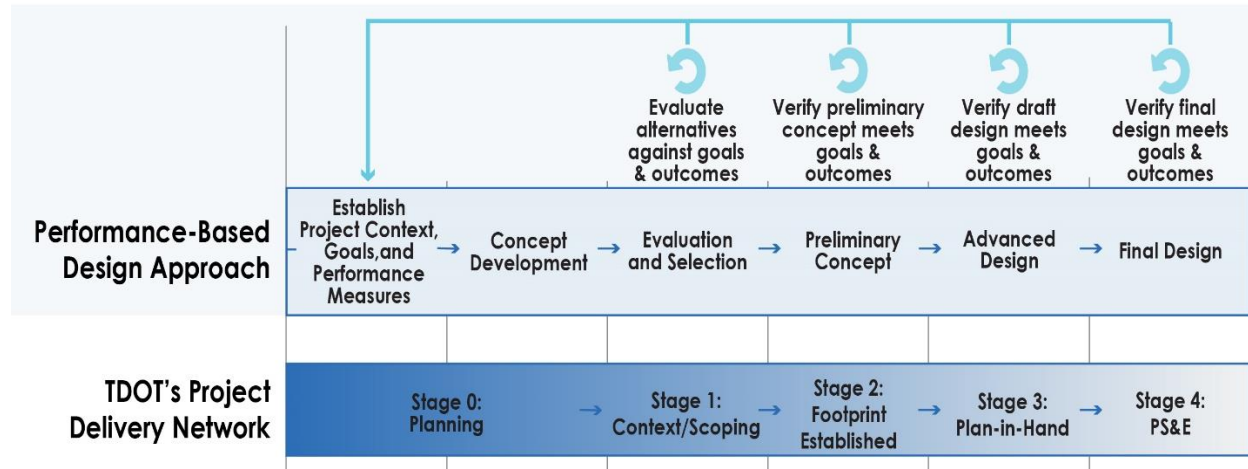 Evaluate
alternatives
against goals
& outcomes
Verify preliminary
concept meets
goals &
outcomes
Verify draft
design meets
goals &
outcomes
Verify final
design meets
goals &
outcomes
Performance-Based
Design Approach
Establish
Project Context,
Goals,and
Performance
Measures
Concept
Development
Evaluation
and Selection
Preliminary
Concept
Advanced
Design
Final Design
TDOT's Project
Delivery Network
Stage 0:
Planning
Stage 1:
Context/Scoping
Stage 2:
Footprint
Established
Stage 3:
Plan-in-Hand
Stage 4:
PS&E